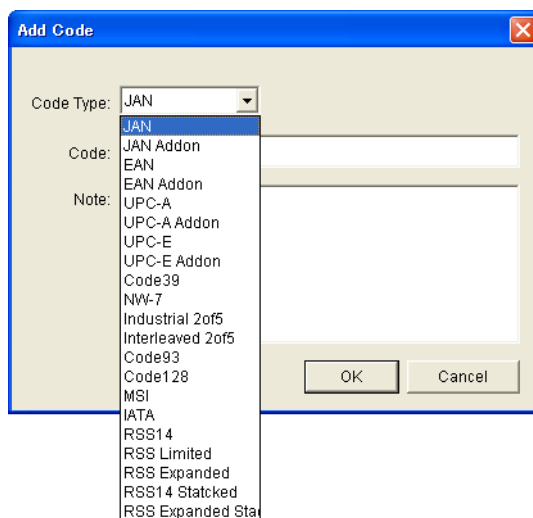 Add Code
Code Type: JAN
JAN
JAN Addon
Code:
EAN
EAN Addon
Note:
UPC-A
UPC-A Addon
UPC-E
UPC-E Addon
Code39
NW-7
Industrial 2of5
Interleaved 2of5
Code93
Code128
OK Cancel
MSI
IATA
RSS14
RSS Limited
RSS Expanded
RSS14 Statcked
RSS Expanded